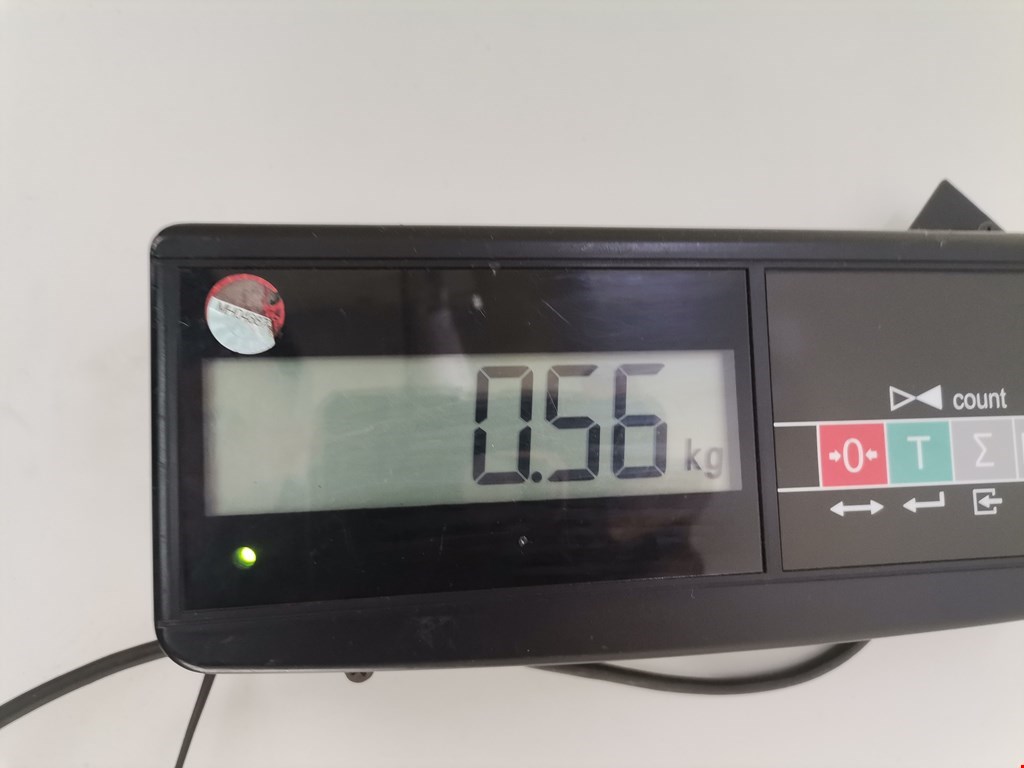 0.56 kg
count
→0← T Σ